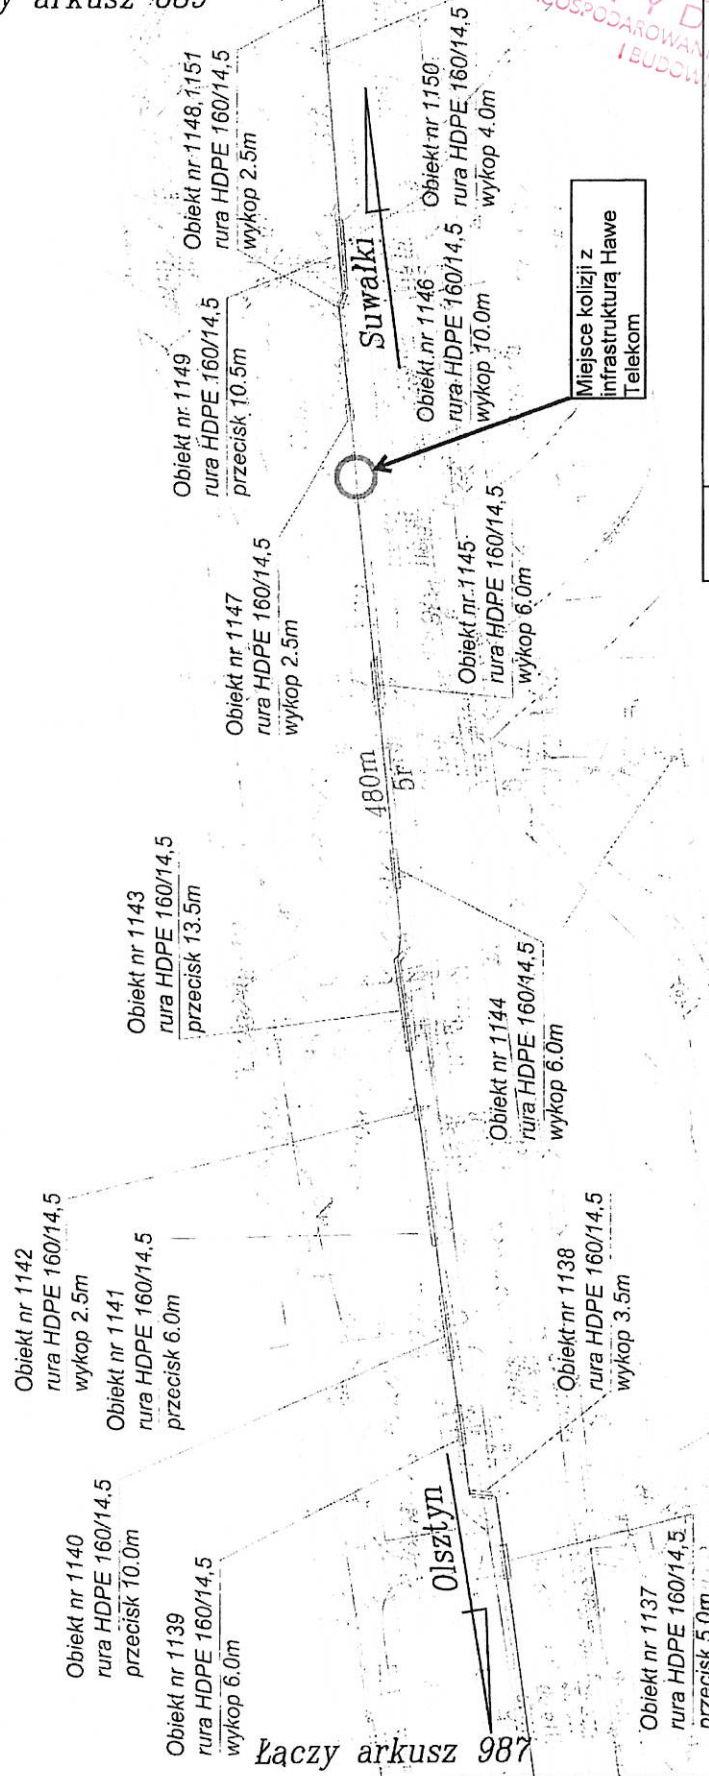 Obiekt nr 1137
rura HDPE 160/14,5
przecisk 5.0m
Obiekt nr 1138
rura HDPE 160/14,5
wykop 3.5m
Obiekt nr 1139
rura HDPE 160/14,5
wykop 6.0m
Obiekt nr 1140
rura HDPE 160/14,5
przecisk 10.0m
Obiekt nr 1141
rura HDPE 160/14,5
przecisk 6.0m
Obiekt nr 1142
rura HDPE 160/14,5
wykop 2.5m
Obiekt nr 1143
rura HDPE 160/14,5
przecisk 13.5m
Obiekt nr 1144
rura HDPE 160/14,5
wykop 6.0m
Obiekt nr 1145
rura HDPE 160/14,5
wykop 6.0m
Obiekt nr 1146
rura HDPE 160/14,5
wykop 10.0m
Obiekt nr 1147
rura HDPE 160/14,5
wykop 2.5m
Obiekt nr 1149
rura HDPE 160/14,5
przecisk 10.5m
Obiekt nr 1148,1151
rura HDPE 160/14,5
wykop 2.5m
Obiekt nr 1150
rura HDPE 160/14,5
wykop 4.0m
Olsztyn
Suwałki
480m
5r
Miejsce kolizji z
infrastrukturą Hawe
Telekom
Łączy arkusz 987
arkusz
I BUDOW